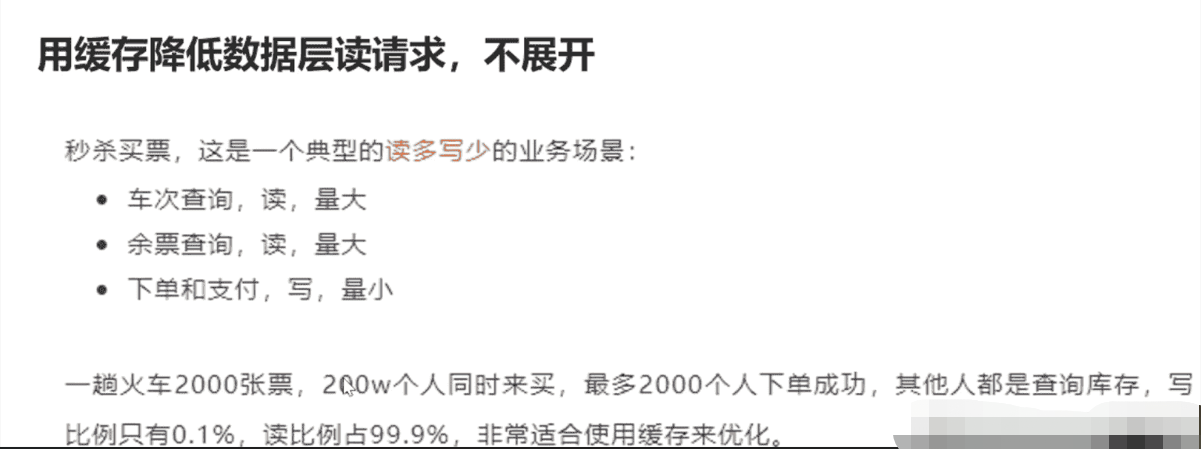 用缓存降低数据层读请求，不展开
秒杀买票，这是一个典型的读多写少的业务场景：
• 车次查询，读，量大
• 余票查询，读，量大
• 下单和支付，写，量小
一趟火车2000张票，200w个人同时来买，最多2000个人下单成功，其他人都是查询库存，写
比例只有0.1%，读比例占99.9%，非常适合使用缓存来优化。